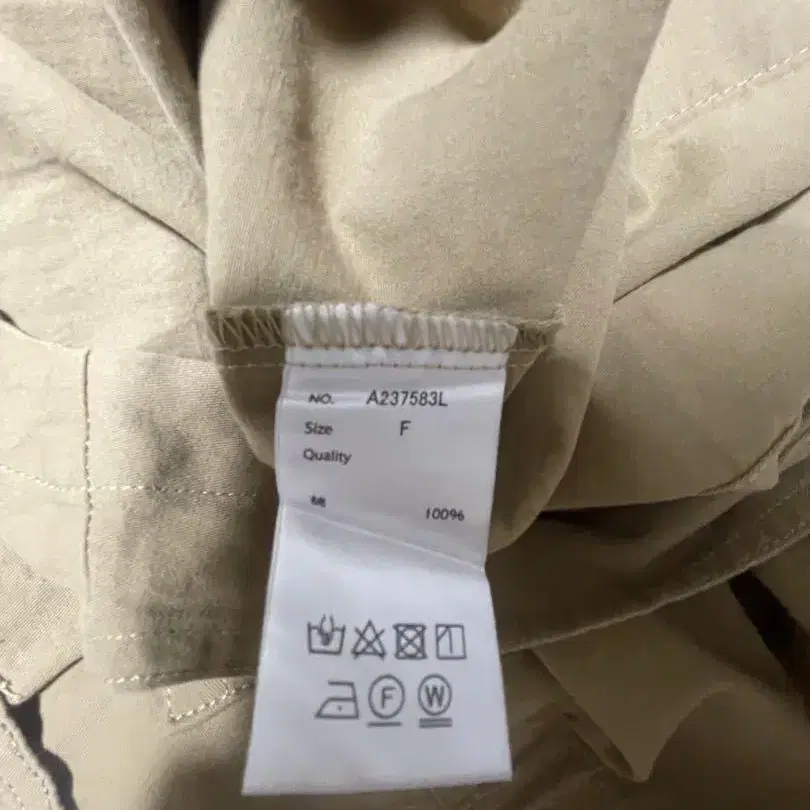 NO. A237583L
Size F
Quality
綿 100%
F W